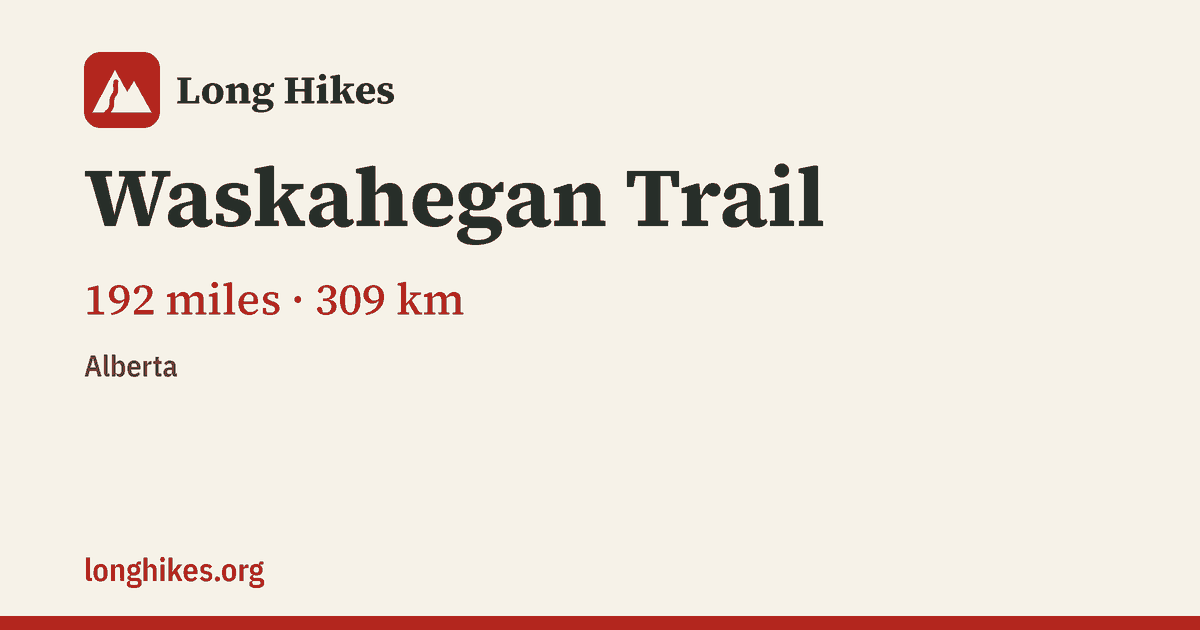 Long Hikes
Waskahegan Trail
192 miles · 309 km
Alberta
longhikes.org